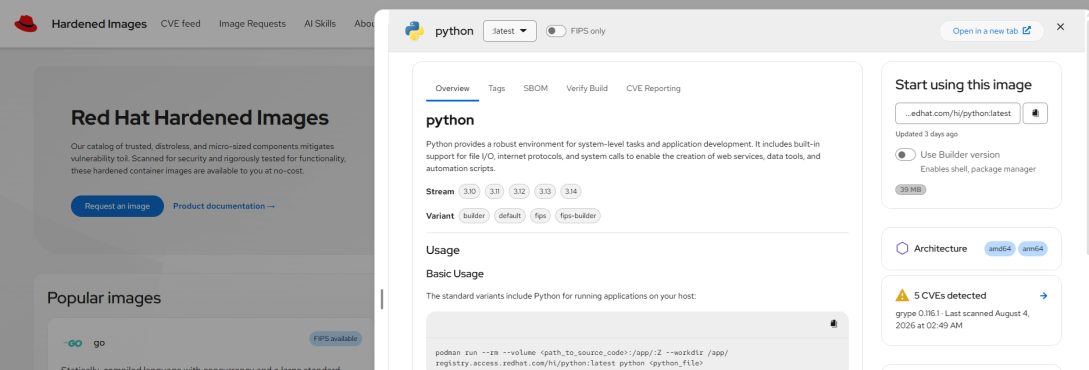 Hardened Images CVE feed Image Requests AI Skills Abou
Red Hat Hardened Images
Our catalog of trusted, distroless, and micro-sized components mitigates
vulnerability toil. Scanned for security and rigorously tested for functionality,
these hardened container images are available to you at no-cost.
Request an image Product documentation →
Popular images
GO go FIPS available
Statically compiled language with concurrency and a large standard
python :latest FIPS only Open in a new tab
Overview Tags SBOM Verify Build CVE Reporting
python
Python provides a robust environment for system-level tasks and application development. It includes built-in
support for file I/O, internet protocols, and system calls to enable the creation of web services, data tools, and
automation scripts.
Stream 3.10 3.11 3.12 3.13 3.14
Variant builder default fips fips-builder
Usage
Basic Usage
The standard variants include Python for running applications on your host:
podman run --rm --volume <path_to_source_code>:/app/:Z --workdir /app/
registry.access.redhat.com/hi/python:latest python <python_file>
Start using this image
...edhat.com/hi/python:latest
Updated 3 days ago
Use Builder version
Enables shell, package manager
39 MB
Architecture amd64 arm64
5 CVEs detected →
grype 0.116.1 · Last scanned August 4,
2026 at 02:49 AM